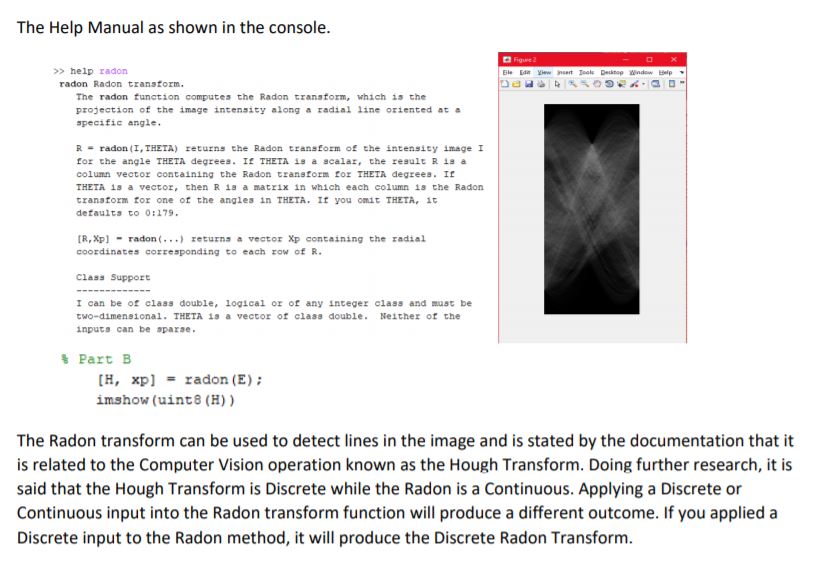 The Help Manual as shown in the console.
>> help radon
radon Radon transform.
The radon function computes the Radon transform, which is the
projection of the image intensity along a radial line oriented at a
specific angle.
R = radon(I,THETA) returns the Radon transform of the intensity image I
for the angle THETA degrees. If THETA is a scalar, the result R is a
column vector containing the Radon transform for THETA degrees. If
THETA is a vector, then R is a matrix in which each column is the Radon
transform for one of the angles in THETA. If you omit THETA, it
defaults to 0:179.
[R,Xp] = radon(...) returns a vector Xp containing the radial
coordinates corresponding to each row of R.
Class Support
-------------
I can be of class double, logical or of any integer class and must be
two-dimensional. THETA is a vector of class double. Neither of the
inputs can be sparse.
Figure 2
File Edit View Insert Tools Desktop Window Help
% Part B
[H, xp] = radon(E);
imshow(uint8(H))
The Radon transform can be used to detect lines in the image and is stated by the documentation that it
is related to the Computer Vision operation known as the Hough Transform. Doing further research, it is
said that the Hough Transform is Discrete while the Radon is a Continuous. Applying a Discrete or
Continuous input into the Radon transform function will produce a different outcome. If you applied a
Discrete input to the Radon method, it will produce the Discrete Radon Transform.